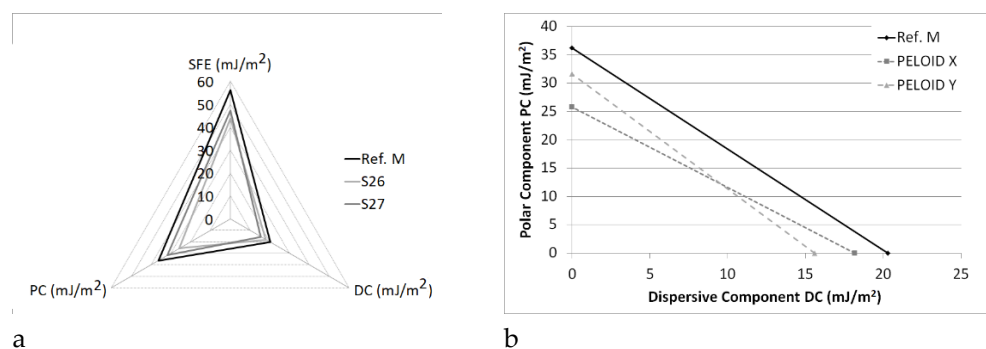 SFE (mJ/m²)
60
50
40
30
20
10
0
PC (mJ/m²)
DC (mJ/m²)
Ref. M
S26
S27
a
Polar Component PC (mJ/m²)
40
35
30
25
20
15
10
5
0
0 5 10 15 20 25
Dispersive Component DC (mJ/m²)
Ref. M
PELOID X
PELOID Y
b